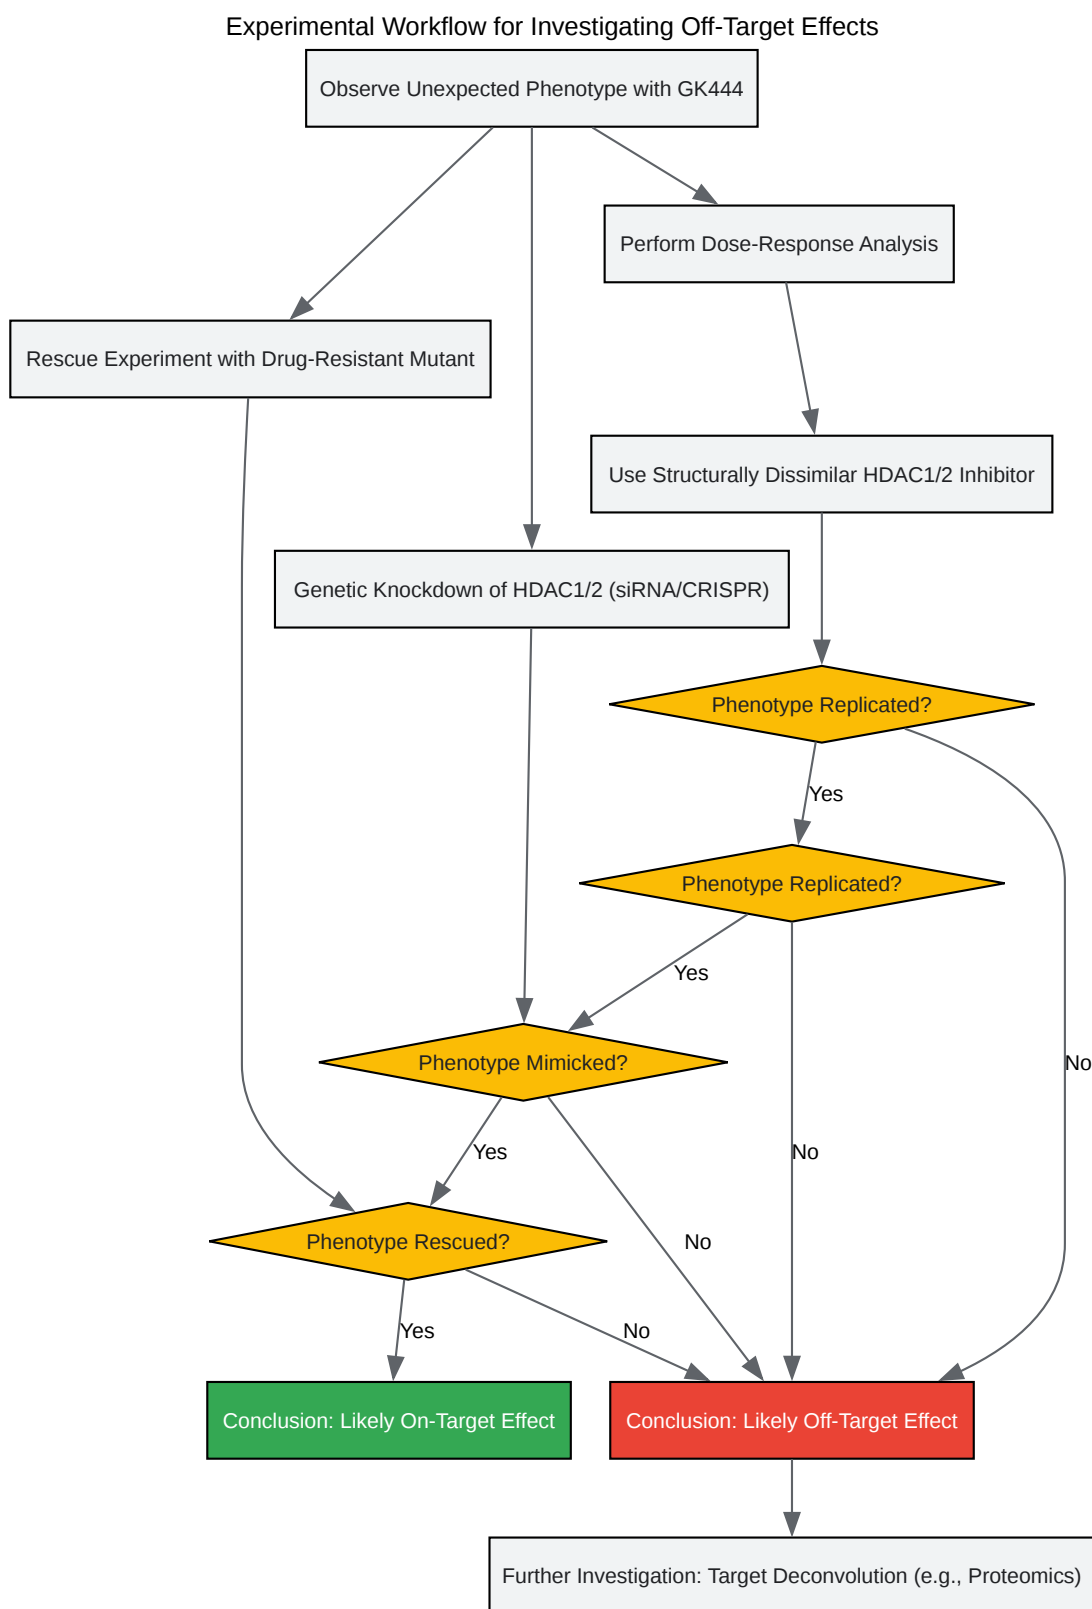 Experimental Workflow for Investigating Off-Target Effects
Observe Unexpected Phenotype with GK444
Perform Dose-Response Analysis
Rescue Experiment with Drug-Resistant Mutant
Use Structurally Dissimilar HDAC1/2 Inhibitor
Genetic Knockdown of HDAC1/2 (siRNA/CRISPR)
Phenotype Replicated?
Yes
Phenotype Replicated?
Yes
Phenotype Mimicked?
No
Yes
No
Phenotype Rescued?
No
Yes
No
Conclusion: Likely On-Target Effect
Conclusion: Likely Off-Target Effect
Further Investigation: Target Deconvolution (e.g., Proteomics)